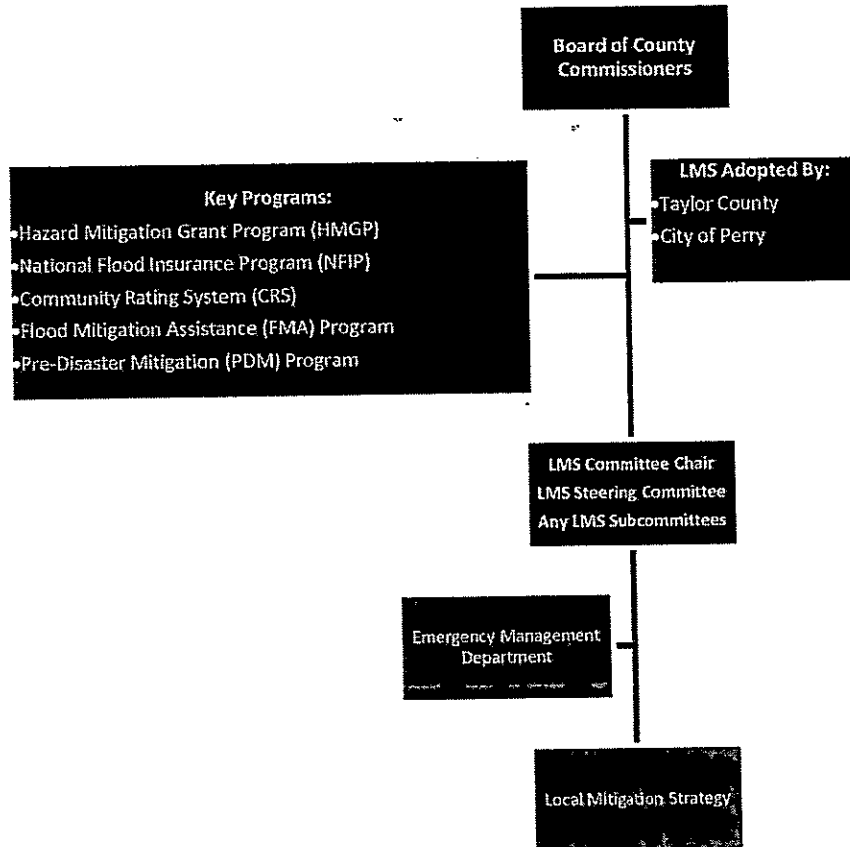 Board of County
Commissioners
LMS Adopted By:
•Taylor County
•City of Perry
Key Programs:
•Hazard Mitigation Grant Program (HMGP)
•National Flood Insurance Program (NFIP)
•Community Rating System (CRS)
•Flood Mitigation Assistance (FMA) Program
•Pre-Disaster Mitigation (PDM) Program
LMS Committee Chair
LMS Steering Committee
Any LMS Subcommittees
Emergency Management
Department
Local Mitigation Strategy